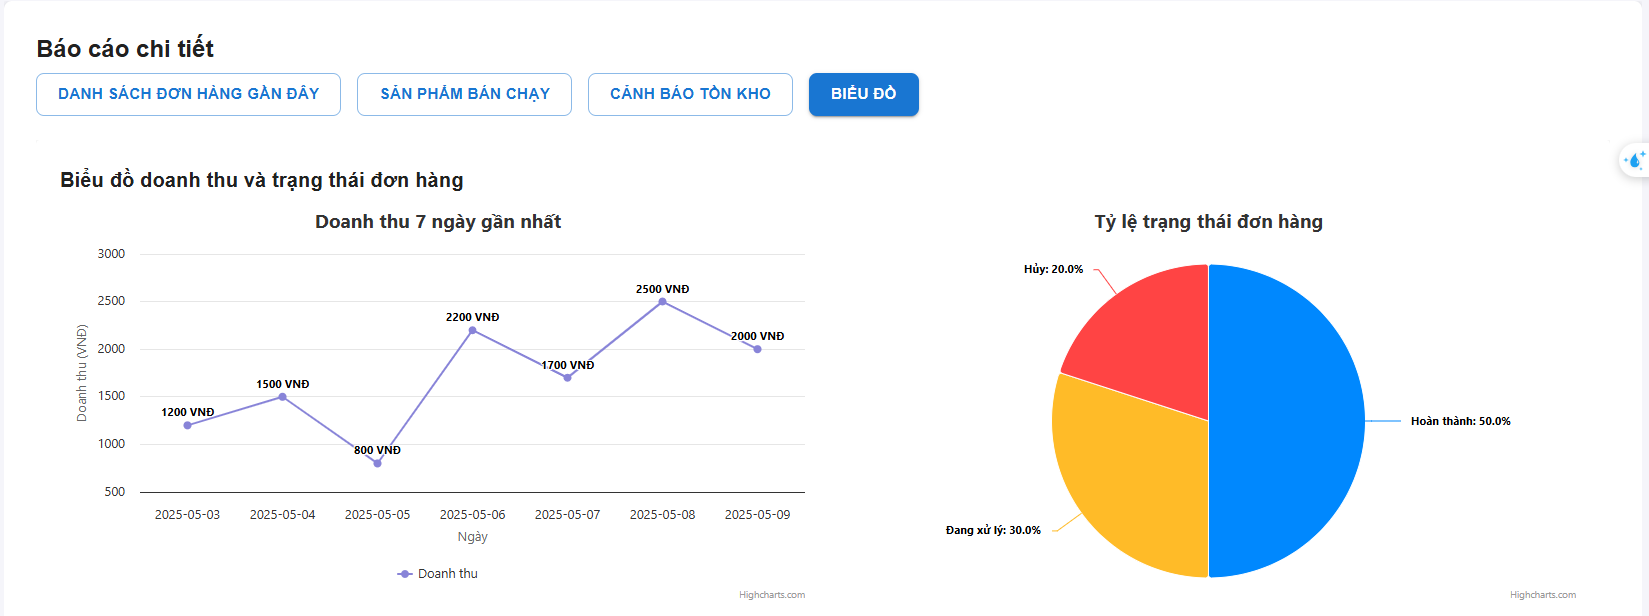 Báo cáo chi tiết
DANH SÁCH ĐƠN HÀNG GẦN ĐÂY
SẢN PHẨM BÁN CHẠY
CẢNH BÁO TỒN KHO
BIỂU ĐỒ
Biểu đồ doanh thu và trạng thái đơn hàng
Doanh thu 7 ngày gần nhất
3000
2500
2000
1500
1000
500
Doanh thu (VNĐ)
1200 VNĐ
1500 VNĐ
800 VNĐ
2200 VNĐ
1700 VNĐ
2500 VNĐ
2000 VNĐ
2025-05-03
2025-05-04
2025-05-05
2025-05-06
2025-05-07
2025-05-08
2025-05-09
Ngày
Doanh thu
Highcharts.com
Tỷ lệ trạng thái đơn hàng
Hủy: 20.0%
Hoàn thành: 50.0%
Đang xử lý: 30.0%
Highcharts.com